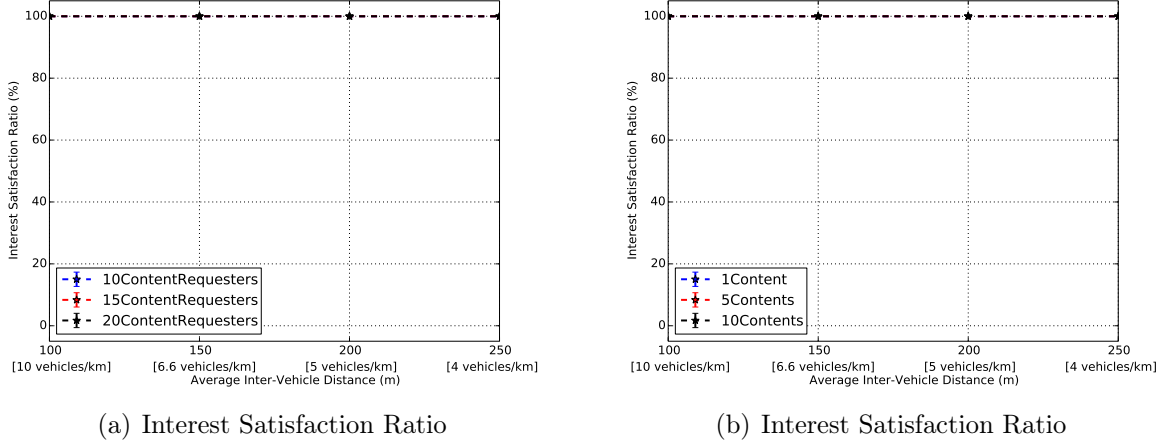 100
80
60
40
20
0
Interest Satisfaction Ratio (%)
10ContentRequesters
15ContentRequesters
20ContentRequesters
100 150 200 250
[10 vehicles/km] [6.6 vehicles/km] [5 vehicles/km] [4 vehicles/km]
Average Inter-Vehicle Distance (m)
(a) Interest Satisfaction Ratio
100
80
60
40
20
0
Interest Satisfaction Ratio (%)
1Content
5Contents
10Contents
100 150 200 250
[10 vehicles/km] [6.6 vehicles/km] [5 vehicles/km] [4 vehicles/km]
Average Inter-Vehicle Distance (m)
(b) Interest Satisfaction Ratio